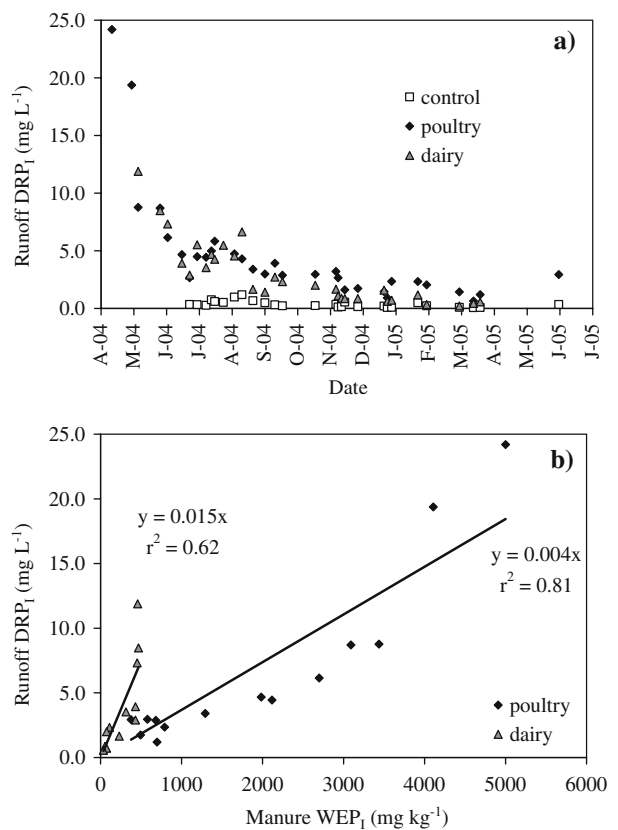 a)
25.0
20.0
15.0
10.0
5.0
0.0
Runoff DRP_I (mg L⁻¹)
control
poultry
dairy
A-04 M-04 J-04 J-04 A-04 S-04 O-04 N-04 D-04 J-05 F-05 M-05 A-05 J-05 J-05
Date
b)
25.0
20.0
15.0
10.0
5.0
0.0
Runoff DRP_I (mg L⁻¹)
y = 0.015x
r² = 0.62
y = 0.004x
r² = 0.81
poultry
dairy
0 1000 2000 3000 4000 5000 6000
Manure WEP_I (mg kg⁻¹)